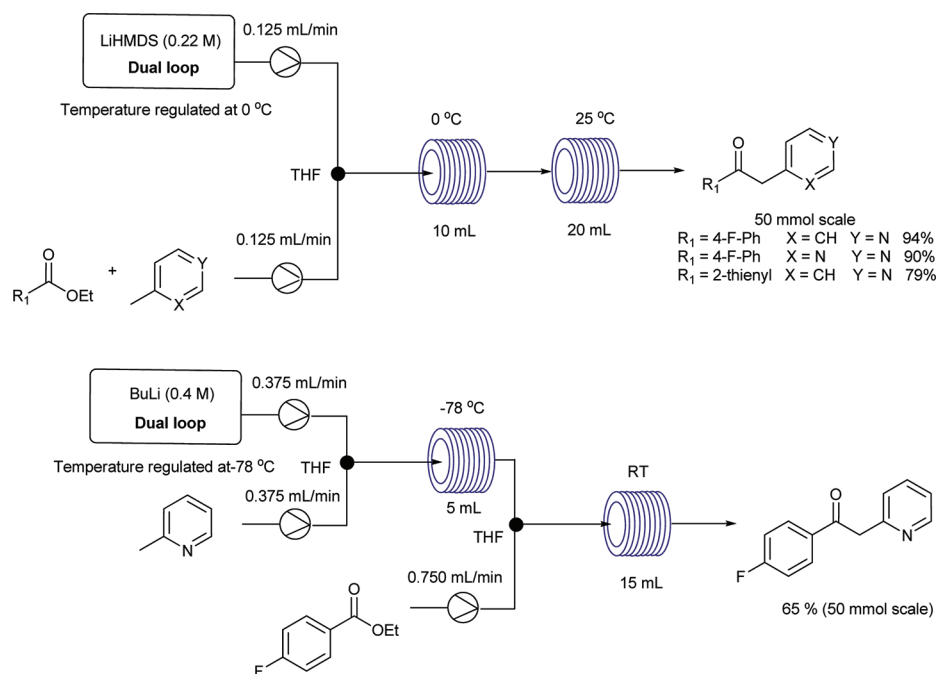 LiHMDS (0.22 M)
Dual loop
0.125 mL/min
Temperature regulated at 0 °C
THF
0 °C
25 °C
10 mL
20 mL
0.125 mL/min
O
R1
OEt
+
Y
X
O
R1
Y
X
50 mmol scale
R1 = 4-F-Ph X = CH Y = N 94%
R1 = 4-F-Ph X = N Y = N 90%
R1 = 2-thienyl X = CH Y = N 79%
BuLi (0.4 M)
Dual loop
0.375 mL/min
Temperature regulated at-78 °C
THF
-78 °C
5 mL
0.375 mL/min
N
THF
RT
15 mL
0.750 mL/min
O
OEt
F
O
N
F
65 % (50 mmol scale)